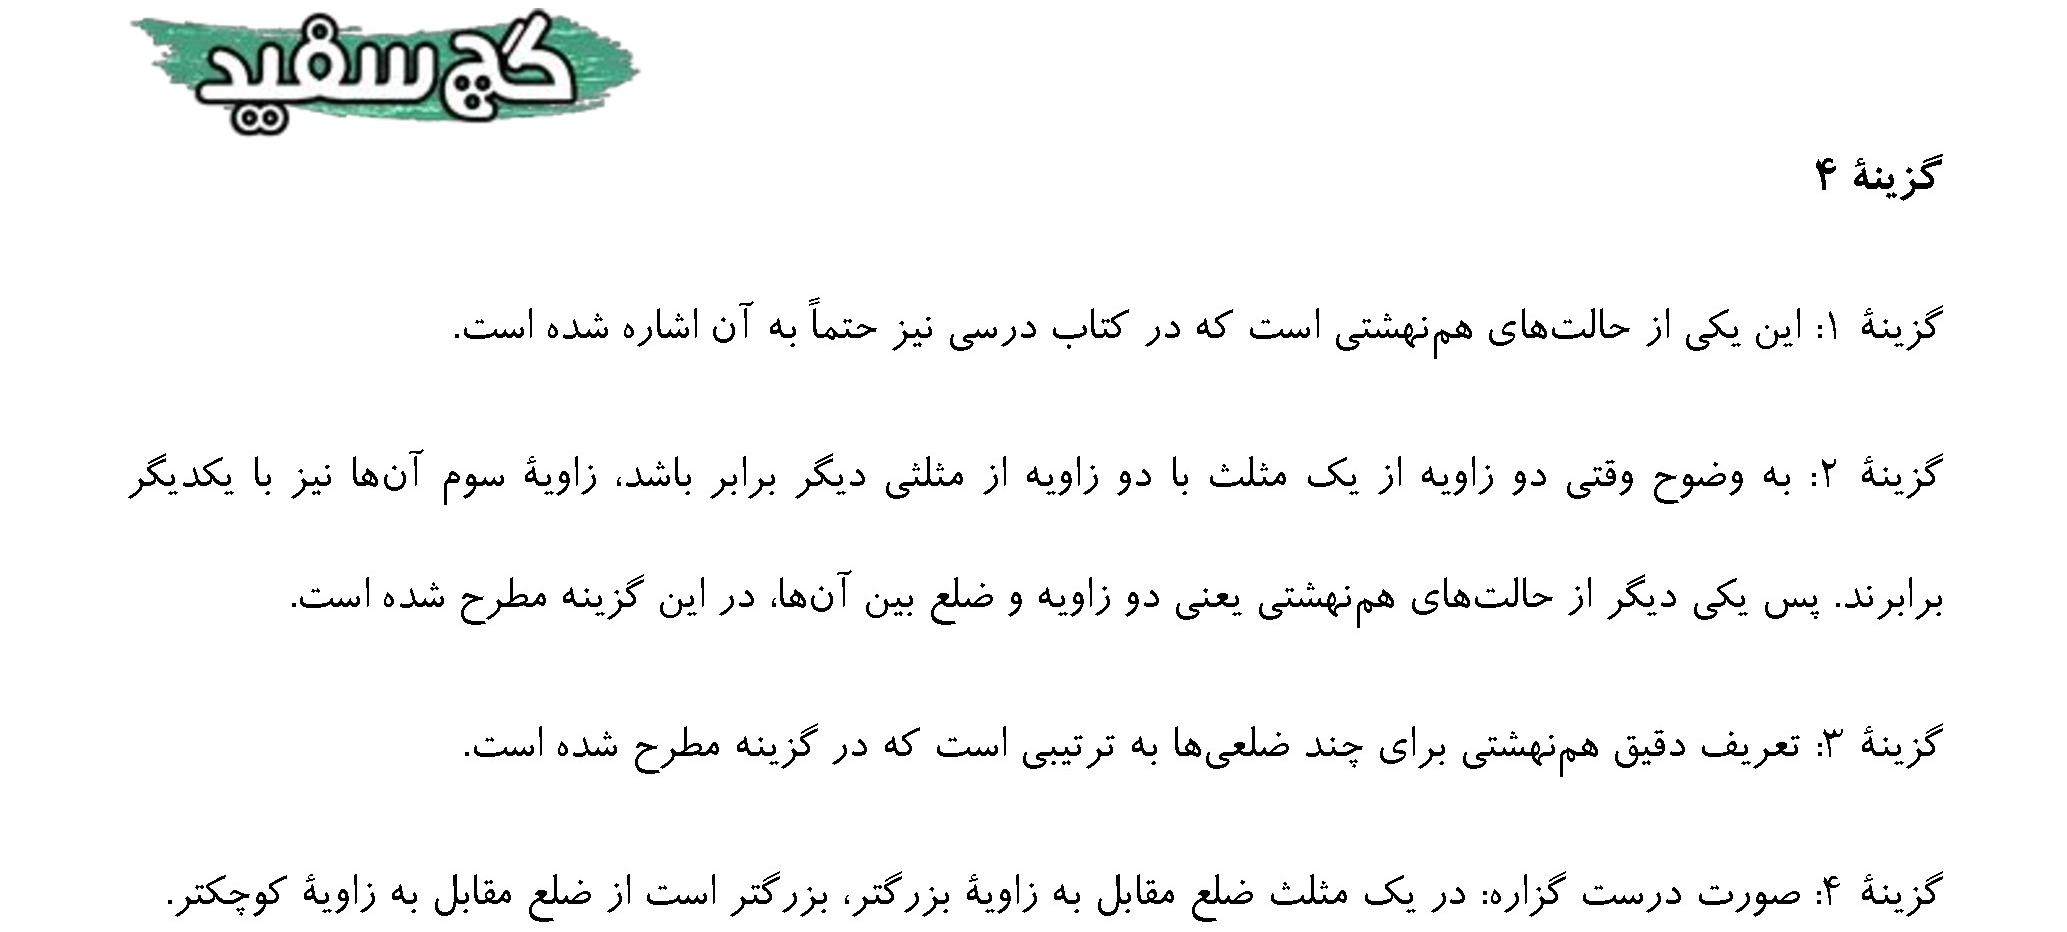 گچ سفید
گزینهٔ ۴
گزینهٔ ۱: این یکی از حالت‌های هم‌نهشتی است که در کتاب درسی نیز حتماً به آن اشاره شده است.
گزینهٔ ۲: به وضوح وقتی دو زاویه از یک مثلث با دو زاویه از مثلثی دیگر برابر باشد، زاویهٔ سوم آن‌ها نیز با یکدیگر
برابرند. پس یکی دیگر از حالت‌های هم‌نهشتی یعنی دو زاویه و ضلع بین آن‌ها، در این گزینه مطرح شده است.
گزینهٔ ۳: تعریف دقیق هم‌نهشتی برای چند ضلعی‌ها به ترتیبی است که در گزینه مطرح شده است.
گزینهٔ ۴: صورت درست گزاره: در یک مثلث ضلع مقابل به زاویهٔ بزرگتر، بزرگتر است از ضلع مقابل به زاویهٔ کوچکتر.